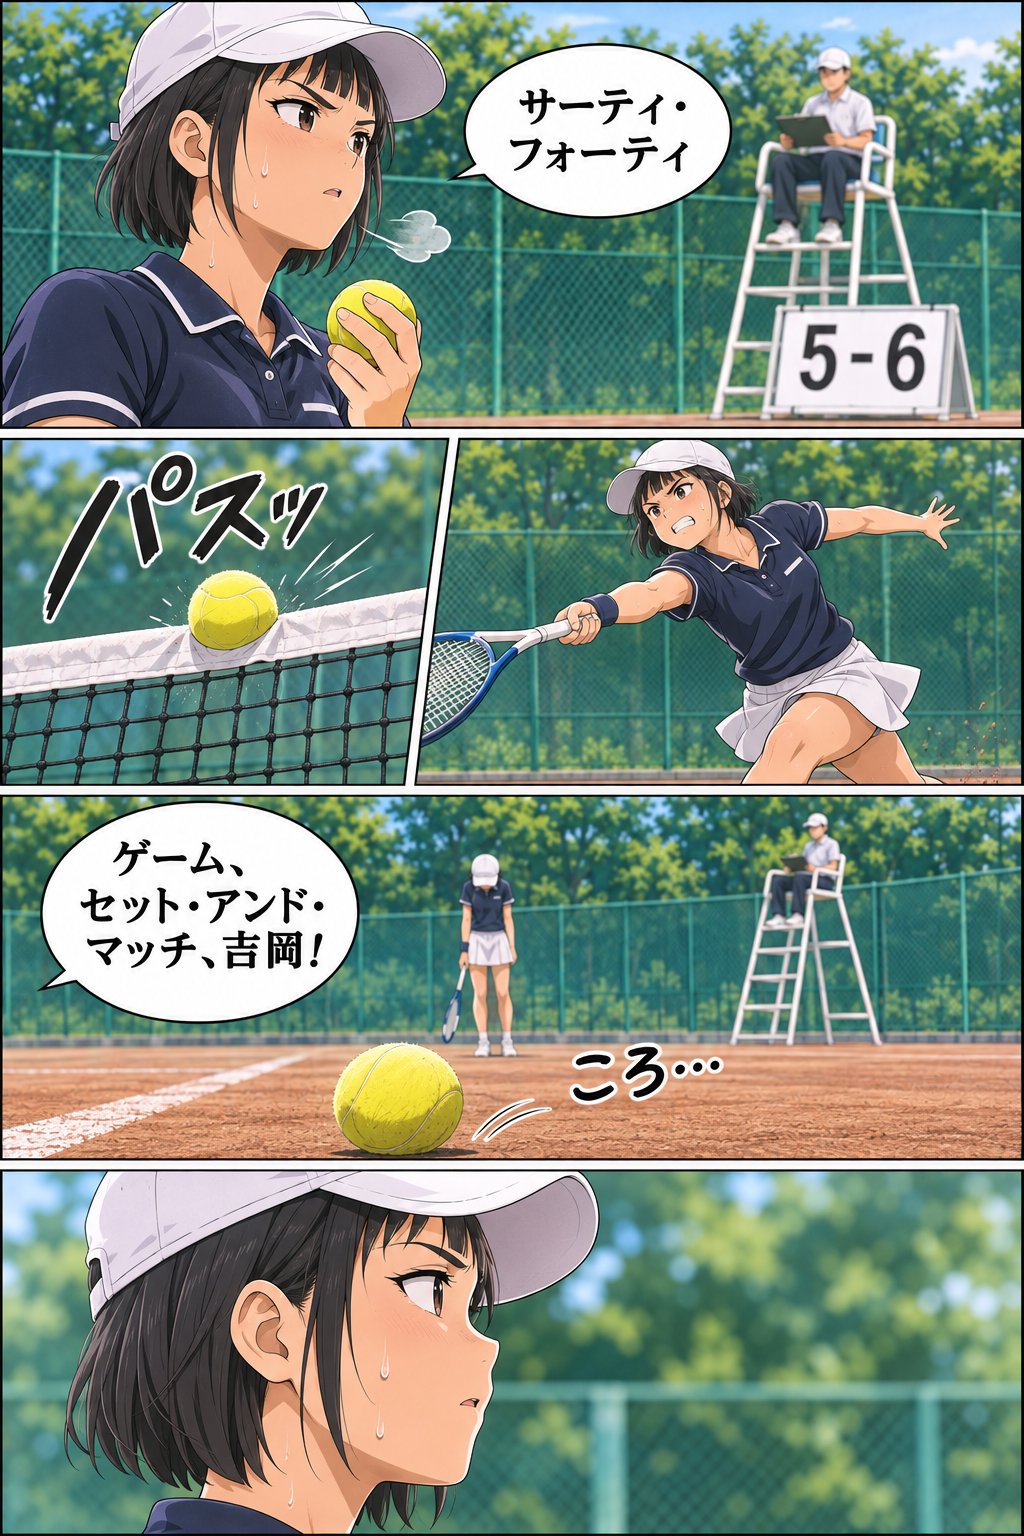 サーティ・
フォーティ
5-6
パスッ
ゲーム、
セット・アンド・
マッチ、吉岡!
ころ…